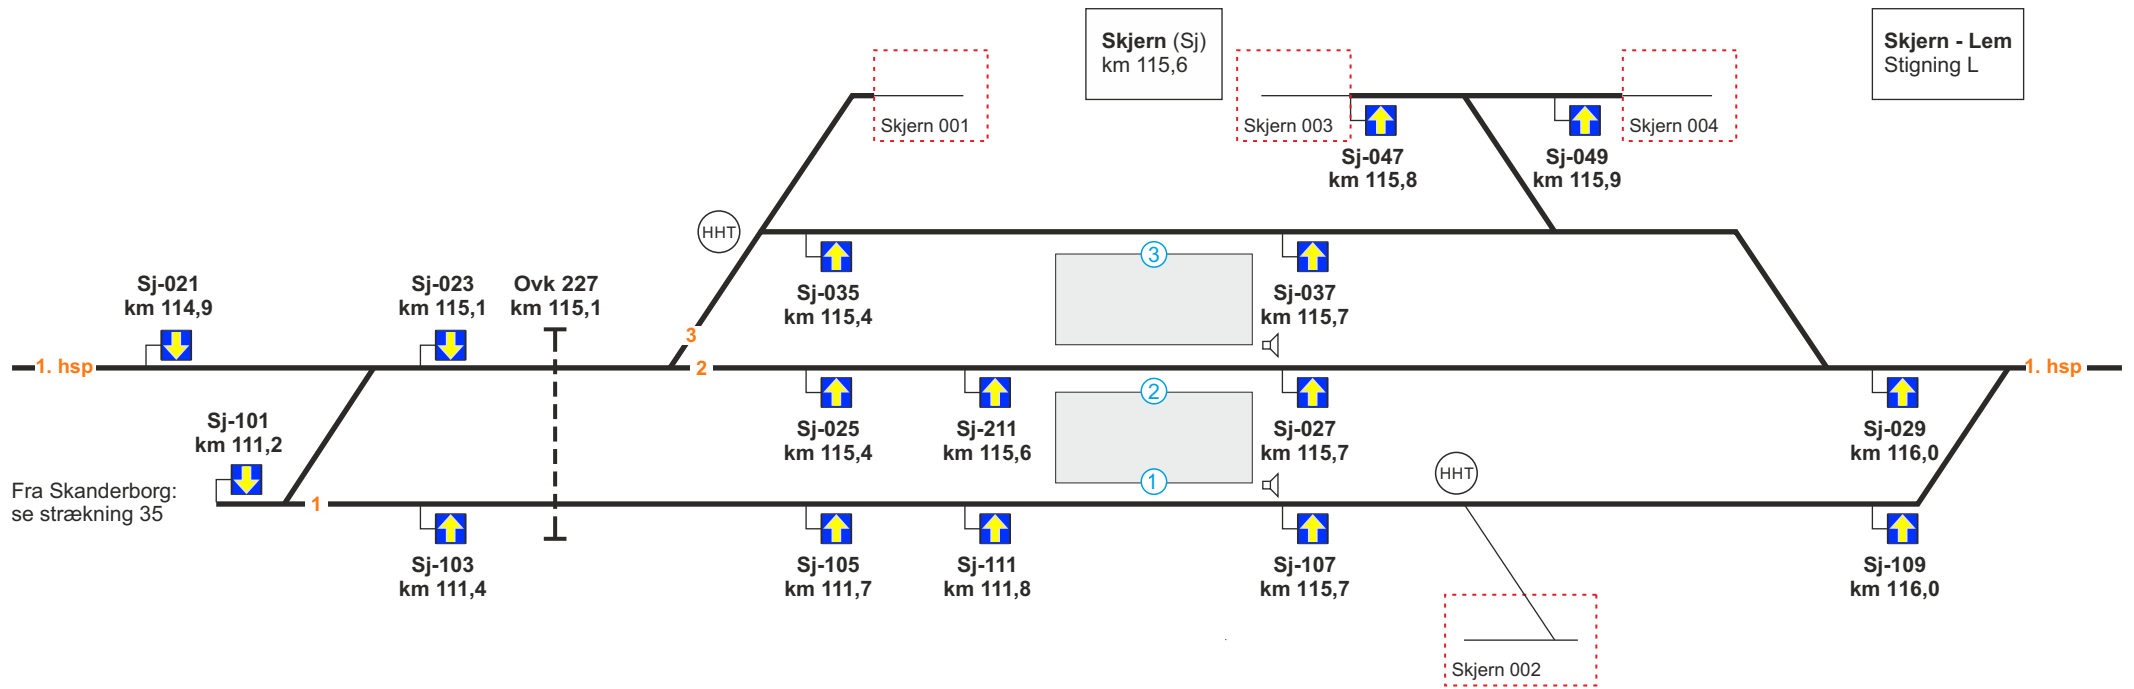 Skjern (Sj)
km 115,6
Skjern - Lem
Stigning L
Skjern 001
Skjern 003
Skjern 004
Sj-047
km 115,8
Sj-049
km 115,9
HHT
3
Sj-035
km 115,4
Sj-037
km 115,7
Sj-021
km 114,9
Sj-023
km 115,1
Ovk 227
km 115,1
3
1. hsp
2
1. hsp
2
Sj-025
km 115,4
Sj-211
km 115,6
Sj-027
km 115,7
Sj-029
km 116,0
Sj-101
km 111,2
HHT
1
Fra Skanderborg:
se strækning 35
1
Sj-103
km 111,4
Sj-105
km 111,7
Sj-111
km 111,8
Sj-107
km 115,7
Sj-109
km 116,0
Skjern 002